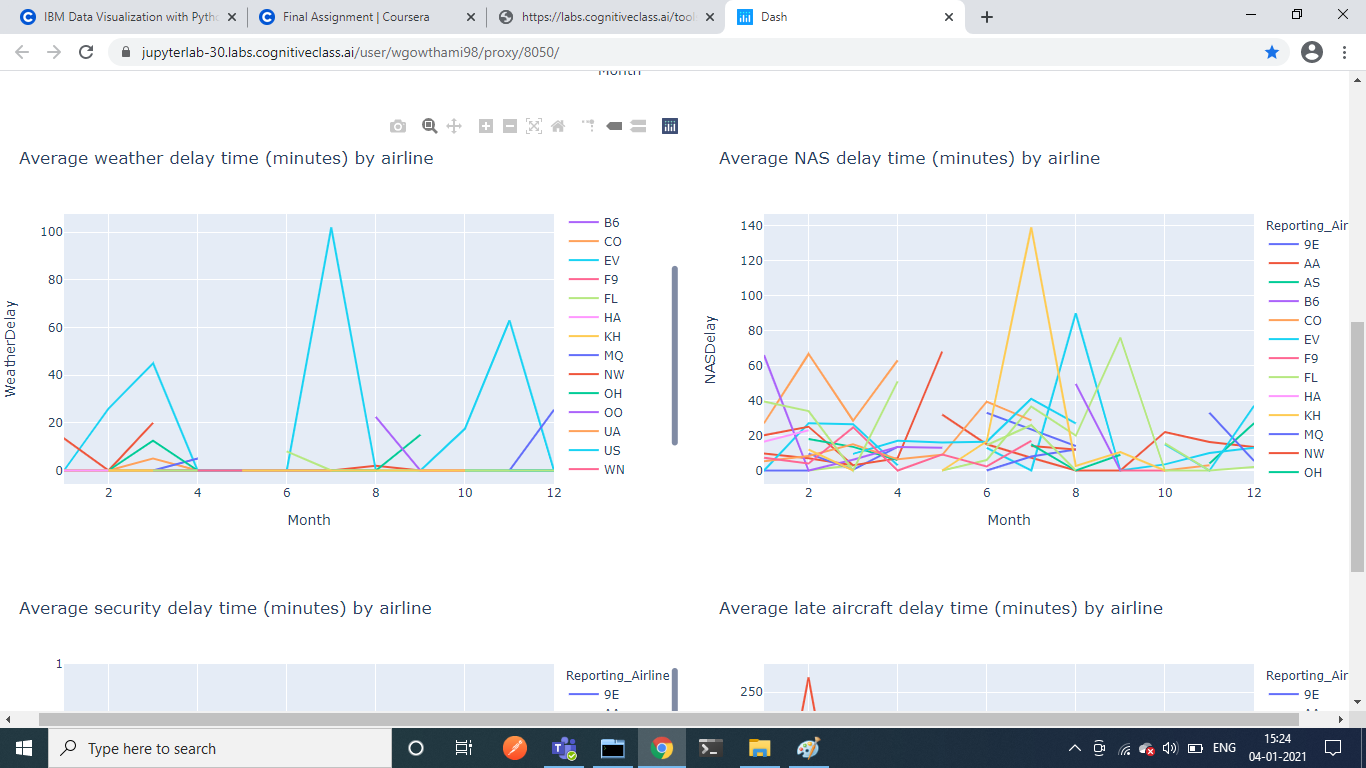 IBM Data Visualization with Pytho
Final Assignment | Coursera
https://labs.cognitiveclass.ai/tool
Dash
jupyterlab-30.labs.cognitiveclass.ai/user/wgowthami98/proxy/8050/
Month
Average weather delay time (minutes) by airline
WeatherDelay
100
80
60
40
20
0
2 4 6 8 10 12
Month
B6
CO
EV
F9
FL
HA
KH
MQ
NW
OH
OO
UA
US
WN
Average NAS delay time (minutes) by airline
NASDelay
140
120
100
80
60
40
20
0
2 4 6 8 10 12
Month
Reporting_Air
9E
AA
AS
B6
CO
EV
F9
FL
HA
KH
MQ
NW
OH
Average security delay time (minutes) by airline
1
Reporting_Airline
9E
Average late aircraft delay time (minutes) by airline
250
Reporting_Air
9E
Type here to search
ENG
15:24
04-01-2021